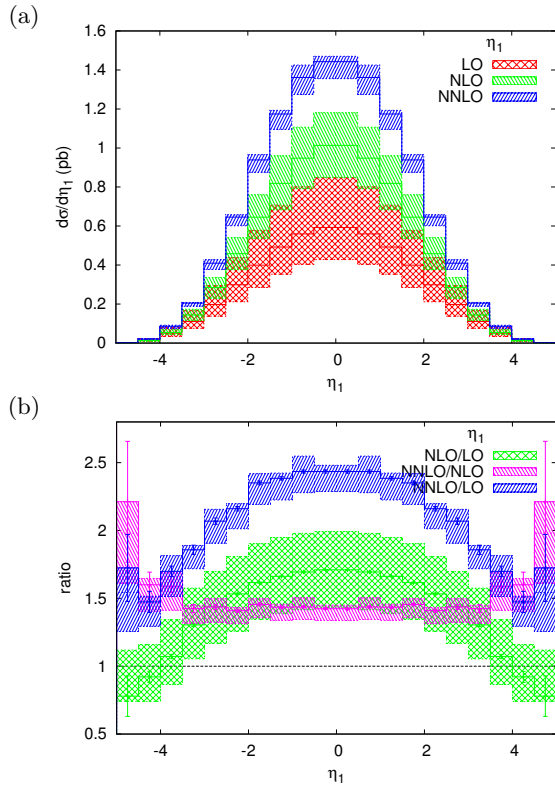 (a)
1.6
1.4
1.2
1
0.8
0.6
0.4
0.2
0
dσ/dη1 (pb)
η1
LO
NLO
NNLO
-4 -2 0 2 4
η1
(b)
2.5
2
1.5
1
0.5
ratio
η1
NLO/LO
NNLO/NLO
NNLO/LO
-4 -2 0 2 4
η1